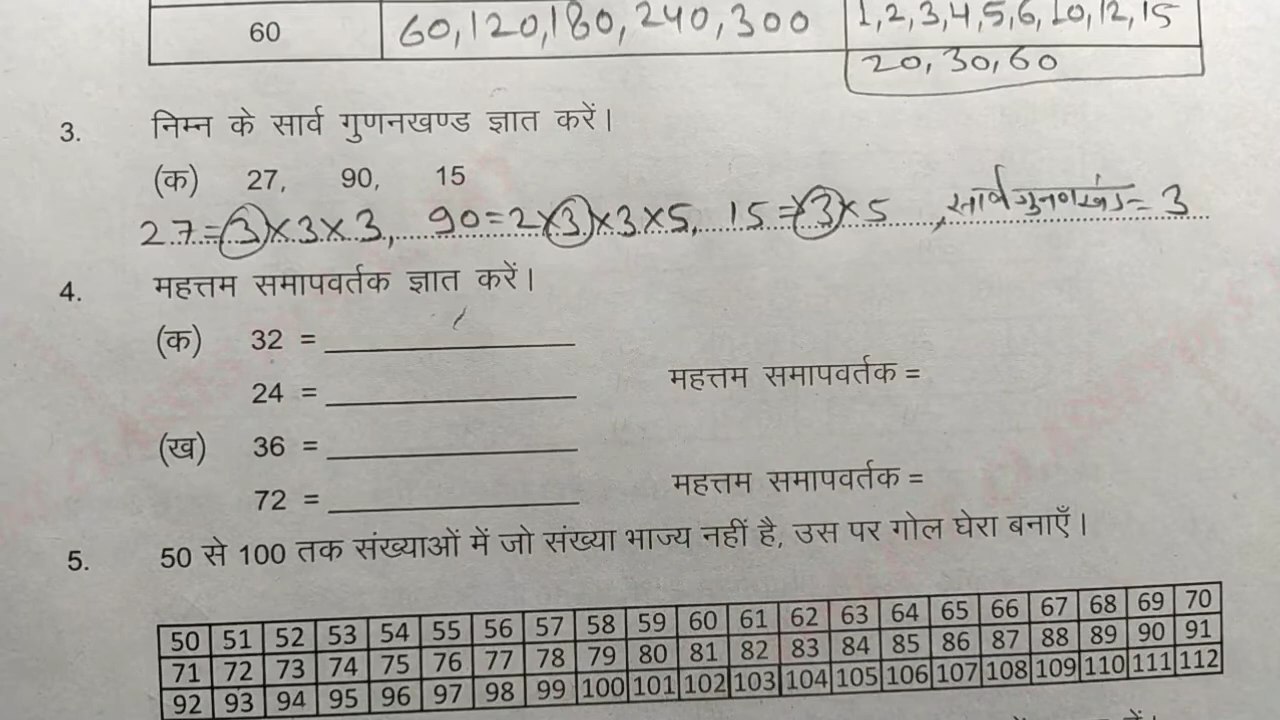 60 60,120,180,240,300 1,2,3,4,5,6,10,12,15
20,30,60
3. निम्न के सार्व गुणनखण्ड ज्ञात करें।
(क) 27, 90, 15
27=3×3×3, 90=2×3×3×5, 15=3×5, सार्व गुनणखंड=3
4. महत्तम समापवर्तक ज्ञात करें।
(क) 32 =
24 = महत्तम समापवर्तक =
(ख) 36 =
72 = महत्तम समापवर्तक =
5. 50 से 100 तक संख्याओं में जो संख्या भाज्य नहीं है, उस पर गोल घेरा बनाएँ।
50 51 52 53 54 55 56 57 58 59 60 61 62 63 64 65 66 67 68 69 70
71 72 73 74 75 76 77 78 79 80 81 82 83 84 85 86 87 88 89 90 91
92 93 94 95 96 97 98 99 100 101 102 103 104 105 106 107 108 109 110 111 112